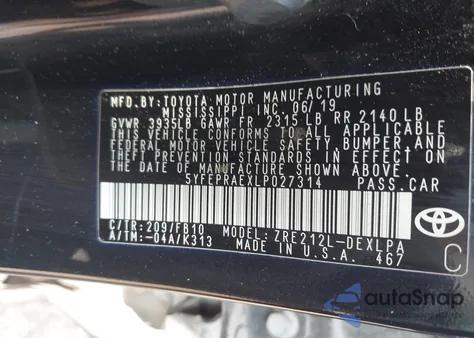 MFD.BY:TOYOTA MOTOR MANUFACTURING
MISSISSIPPI INC. 06/19
GVWR 3935LB GAWR FR 2315 LB RR 2140 LB
THIS VEHICLE CONFORMS TO ALL APPLICABLE
FEDERAL MOTOR VEHICLE SAFETY, BUMPER, AND
THEFT PREVENTION STANDARDS IN EFFECT ON
THE DATE OF MANUFACTURE SHOWN ABOVE.
5YFEPRAEXLP027314 PASS.CAR
C/TR:209/FB10 MODEL:ZRE212L-DEXLPA
A/TM:-04A/K313 MADE IN U.S.A. 467
TOYOTA
C
autoSnap